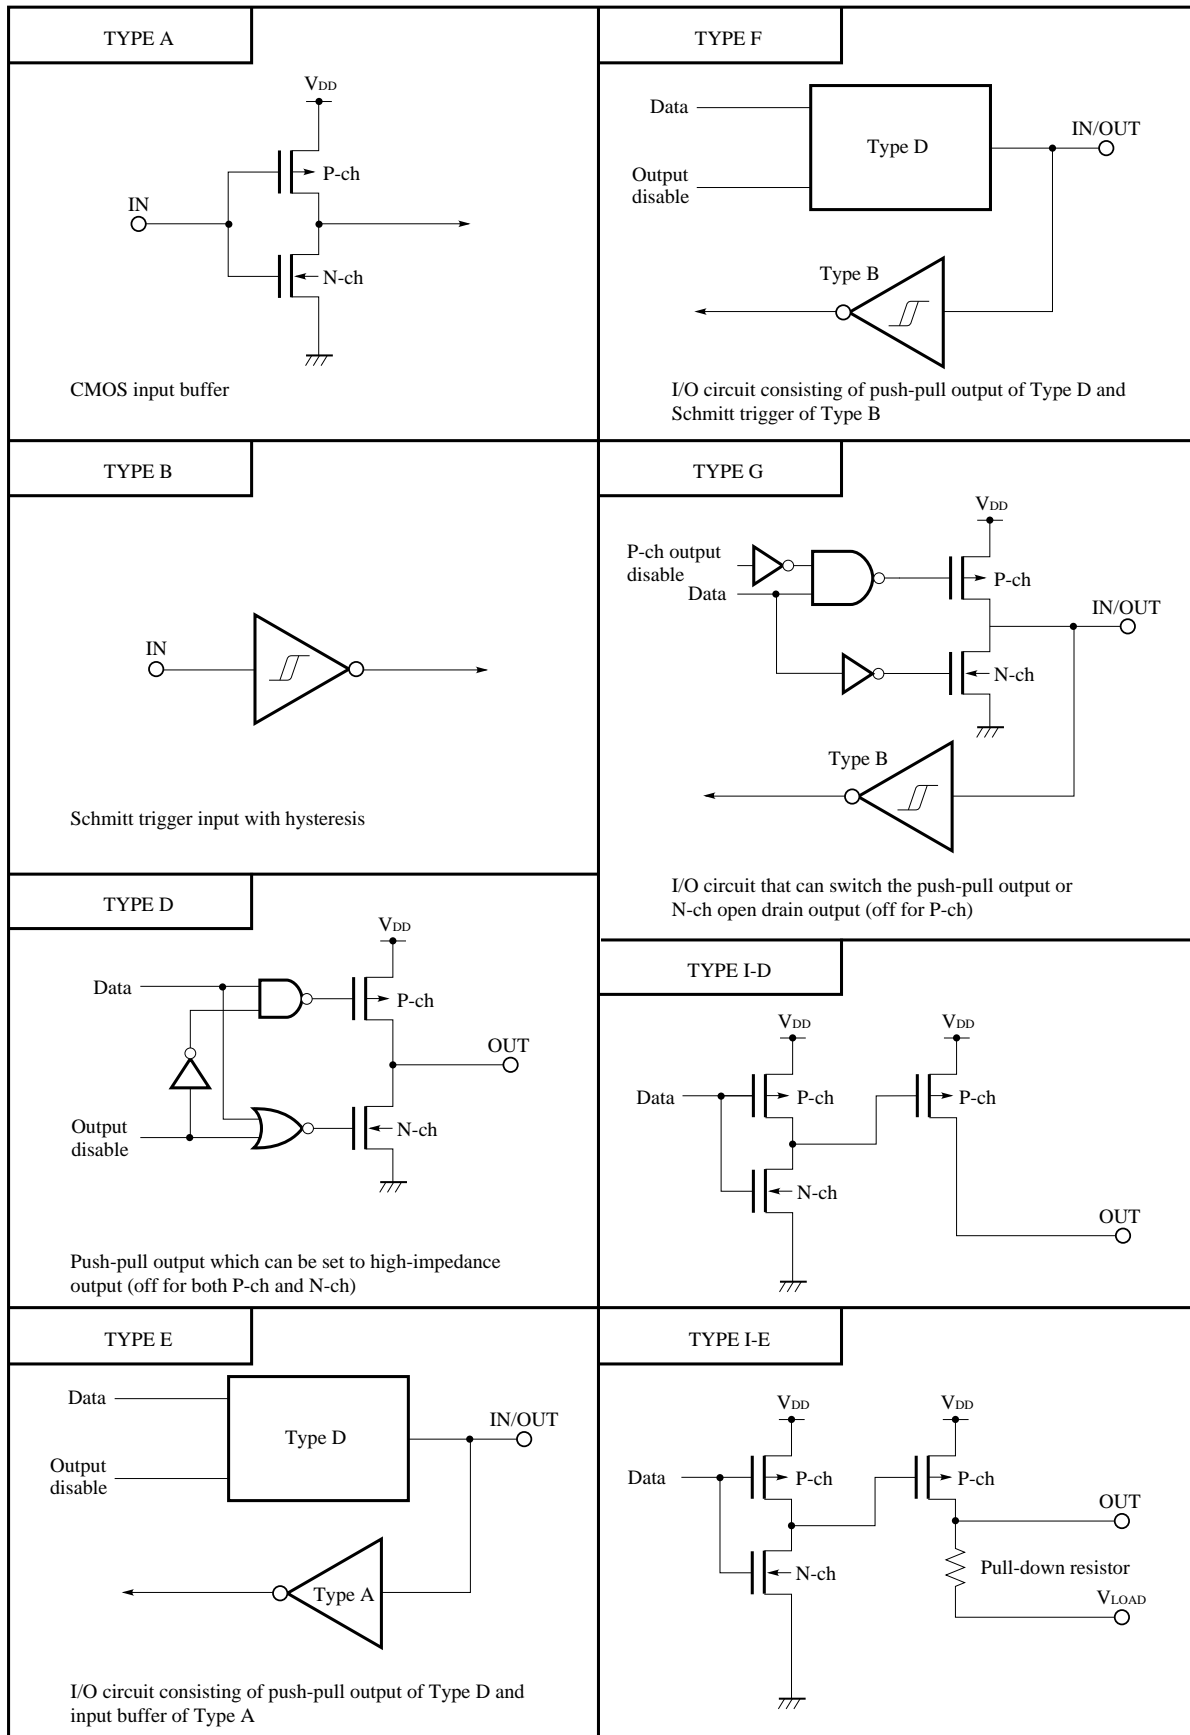 TYPE A
VDD
P-ch
IN
N-ch
CMOS input buffer
TYPE B
IN
Schmitt trigger input with hysteresis
TYPE D
VDD
Data
P-ch
OUT
Output
disable
N-ch
Push-pull output which can be set to high-impedance
output (off for both P-ch and N-ch)
TYPE E
Data
Type D
IN/OUT
Output
disable
Type A
I/O circuit consisting of push-pull output of Type D and
input buffer of Type A
TYPE F
Data
Type D
IN/OUT
Output
disable
Type B
I/O circuit consisting of push-pull output of Type D and
Schmitt trigger of Type B
TYPE G
VDD
P-ch output
disable
P-ch
Data
IN/OUT
N-ch
Type B
I/O circuit that can switch the push-pull output or
N-ch open drain output (off for P-ch)
TYPE I-D
VDD
VDD
Data
P-ch
P-ch
N-ch
OUT
TYPE I-E
VDD
VDD
Data
P-ch
P-ch
OUT
N-ch
Pull-down resistor
VLOAD